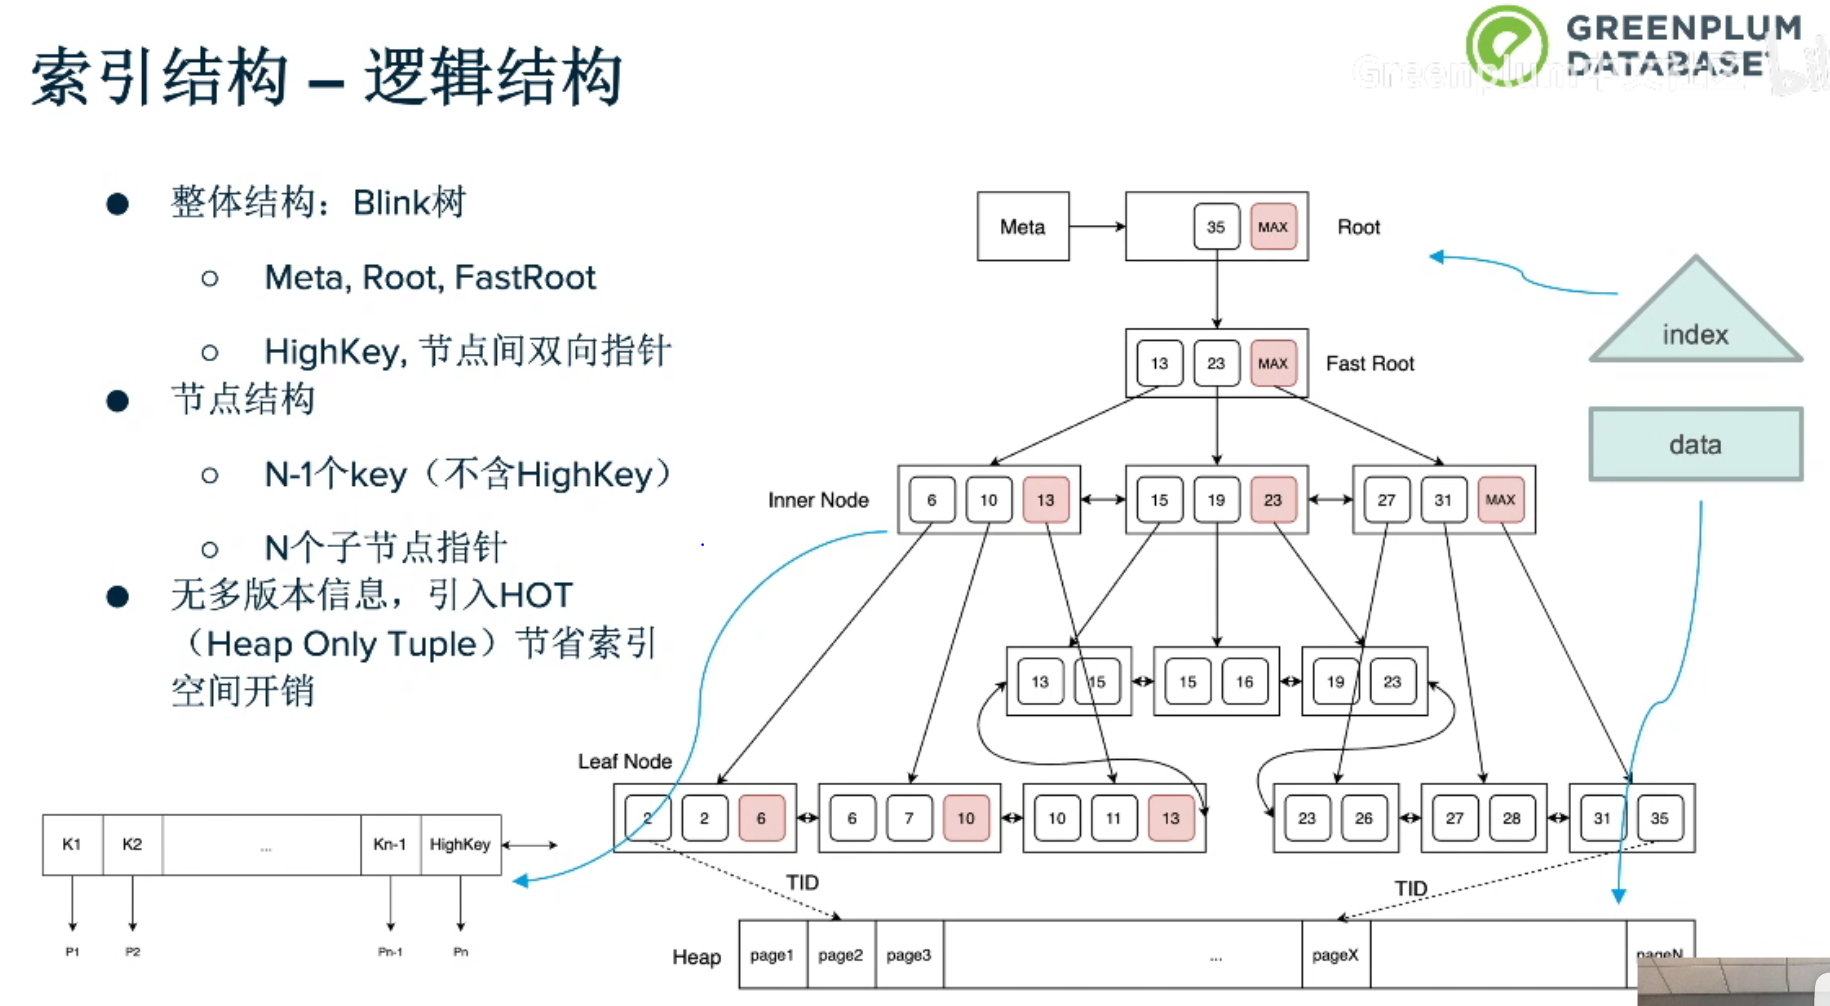 索引结构 – 逻辑结构
GREENPLUM
DATABASE
● 整体结构：Blink树
○ Meta, Root, FastRoot
○ HighKey, 节点间双向指针
● 节点结构
○ N-1个key（不含HighKey）
○ N个子节点指针
● 无多版本信息，引入HOT
（Heap Only Tuple）节省索引
空间开销
Meta
35 MAX
Root
13 23 MAX
Fast Root
Inner Node
6 10 13
15 19 23
27 31 MAX
13 15
15 16
19 23
Leaf Node
2 2 6
6 7 10
10 11 13
23 26
27 28
31 35
K1 K2 ... Kn-1 HighKey
P1 P2 Pn-1 Pn
TID
TID
Heap
page1 page2 page3 ... pageX pageN
index
data